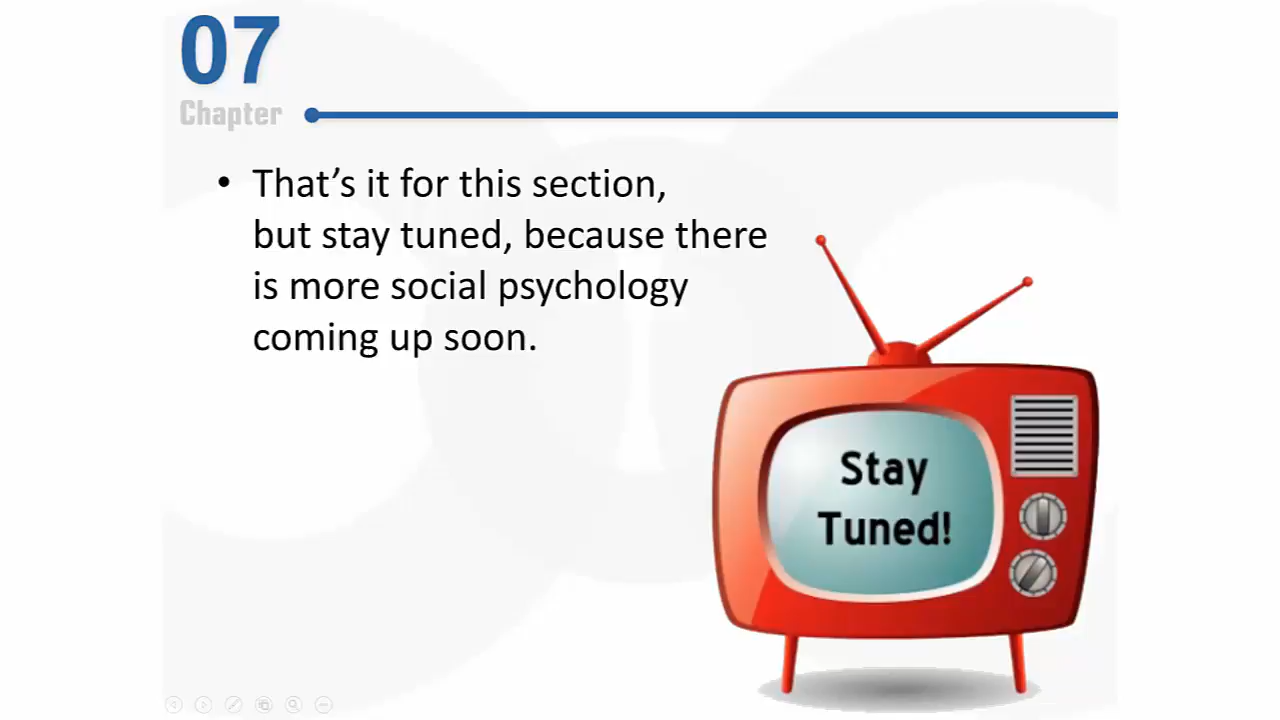 07
Chapter
• That’s it for this section,
but stay tuned, because there
is more social psychology
coming up soon.
Stay
Tuned!